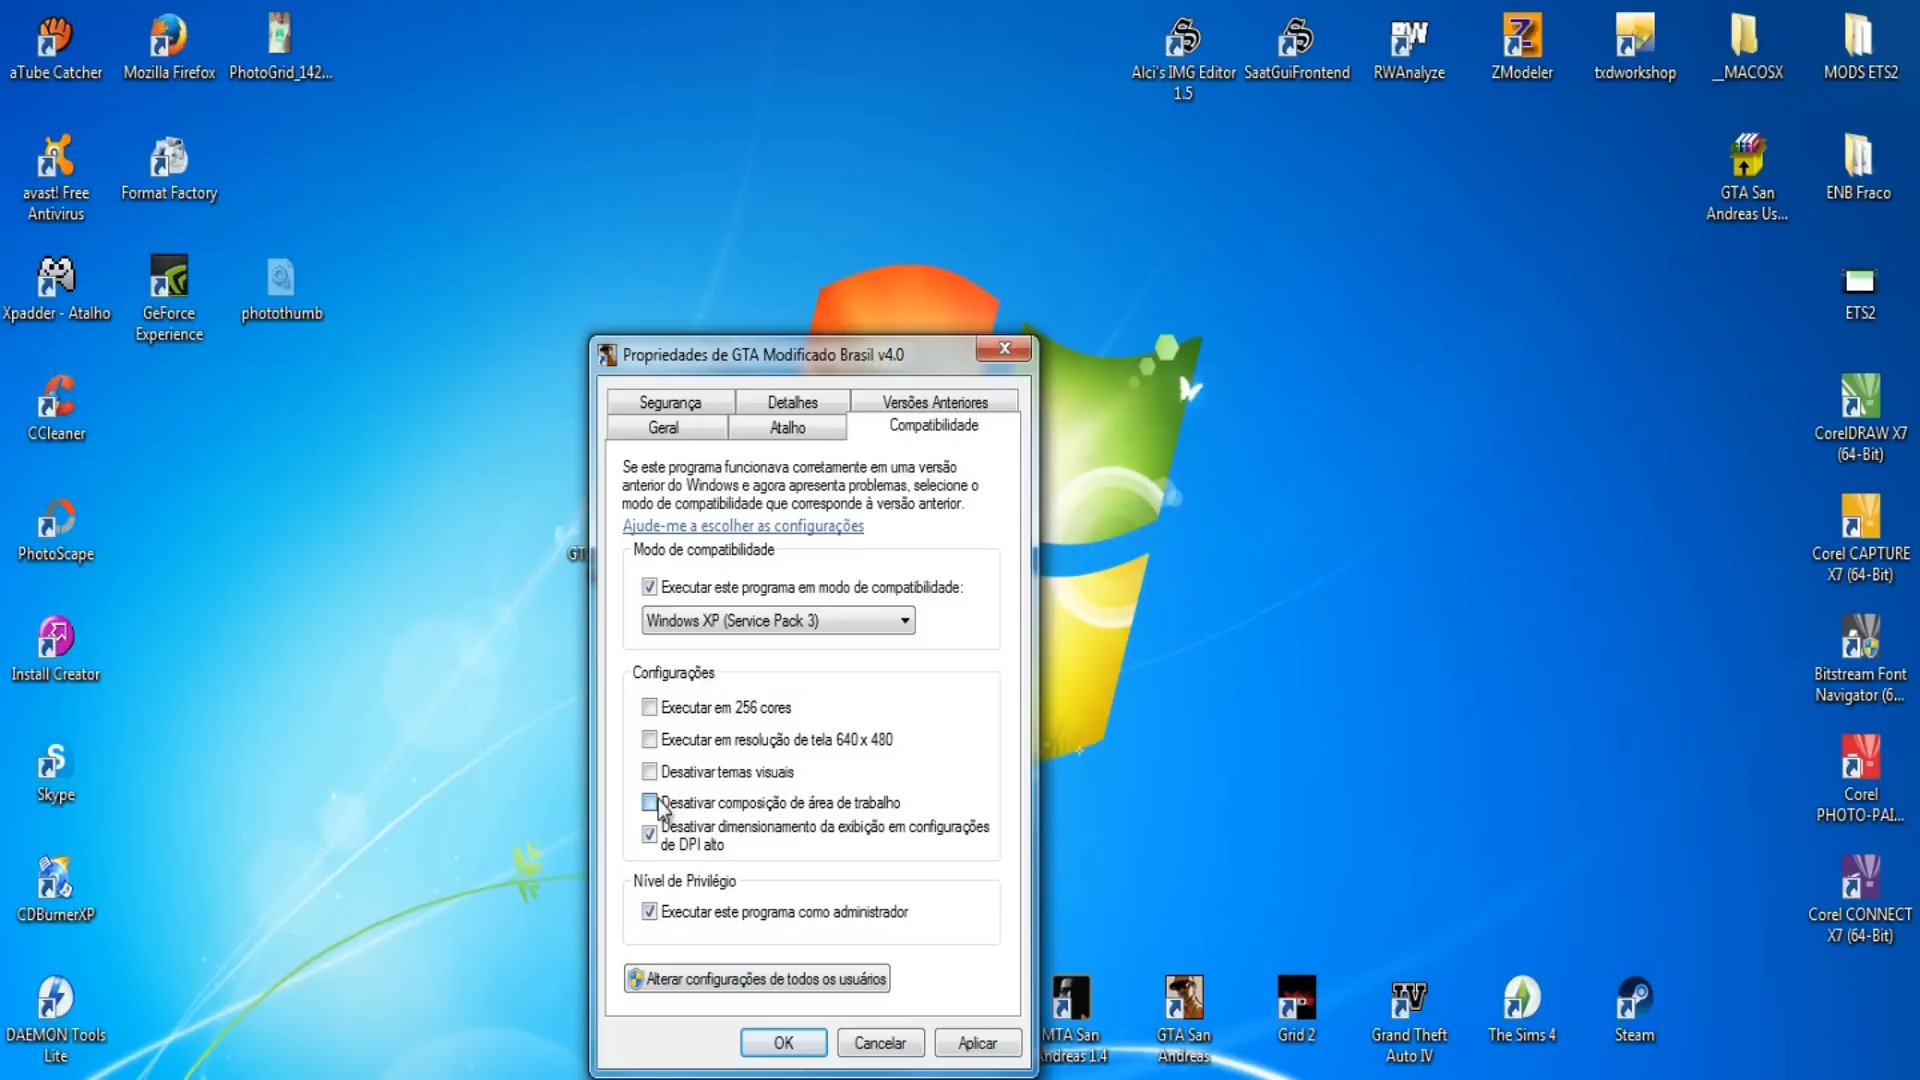 aTube Catcher
Mozilla Firefox
PhotoGrid_142...
Alci's IMG Editor
1.5
SaatGuiFrontend
RWAnalyze
ZModeler
txdworkshop
__MACOSX
MODS ETS2
avast! Free
Antivirus
Format Factory
GTA San
Andreas Us...
ENB Fraco
Xpadder - Atalho
GeForce
Experience
photothumb
ETS2
CCleaner
CorelDRAW X7
(64-Bit)
PhotoScape
Corel CAPTURE
X7 (64-Bit)
Install Creator
Bitstream Font
Navigator (6...
Skype
Corel
PHOTO-PAI...
CDBurnerXP
Corel CONNECT
X7 (64-Bit)
DAEMON Tools
Lite
Propriedades de GTA Modificado Brasil v4.0
Segurança
Detalhes
Versões Anteriores
Geral
Atalho
Compatibilidade
Se este programa funcionava corretamente em uma versão
anterior do Windows e agora apresenta problemas, selecione o
modo de compatibilidade que corresponde à versão anterior.
Ajude-me a escolher as configurações
Modo de compatibilidade
Executar este programa em modo de compatibilidade:
Windows XP (Service Pack 3)
Configurações
Executar em 256 cores
Executar em resolução de tela 640 x 480
Desativar temas visuais
Desativar composição de área de trabalho
Desativar dimensionamento da exibição em configurações
de DPI alto
Nível de Privilégio
Executar este programa como administrador
Alterar configurações de todos os usuários
OK
Cancelar
Aplicar
MTA San
Andreas 1.4
GTA San
Andreas
Grid 2
Grand Theft
Auto IV
The Sims 4
Steam